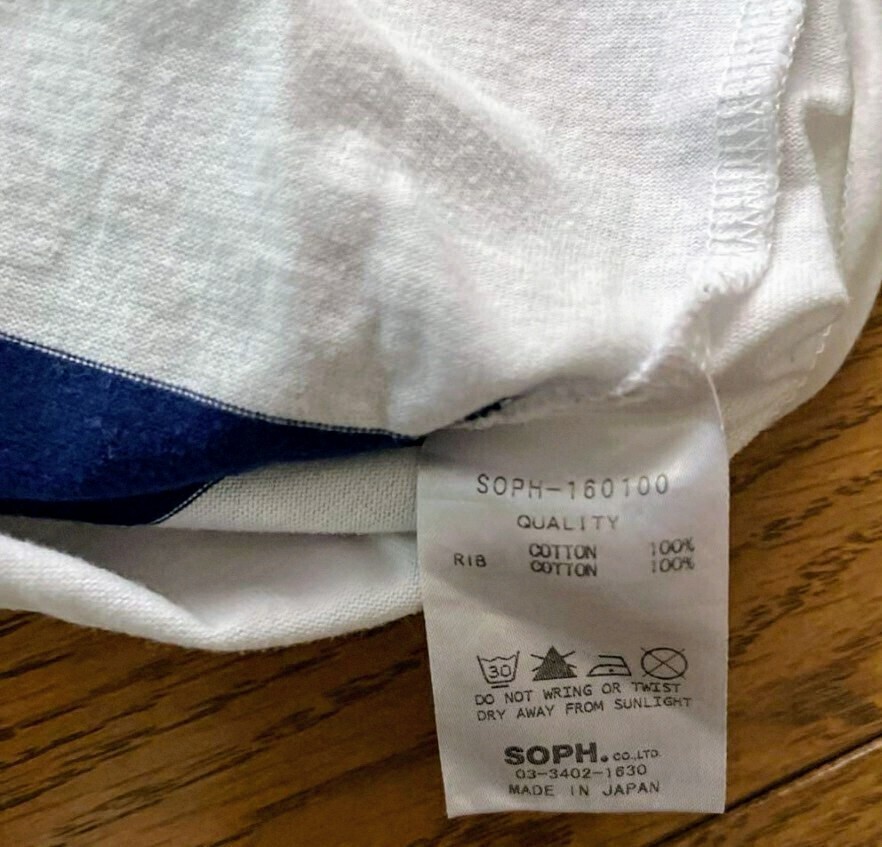 SOPH-160100
QUALITY
COTTON 100%
RIB COTTON 100%
30
DO NOT WRING OR TWIST
DRY AWAY FROM SUNLIGHT
SOPH. CO.,LTD.
03-3402-1630
MADE IN JAPAN